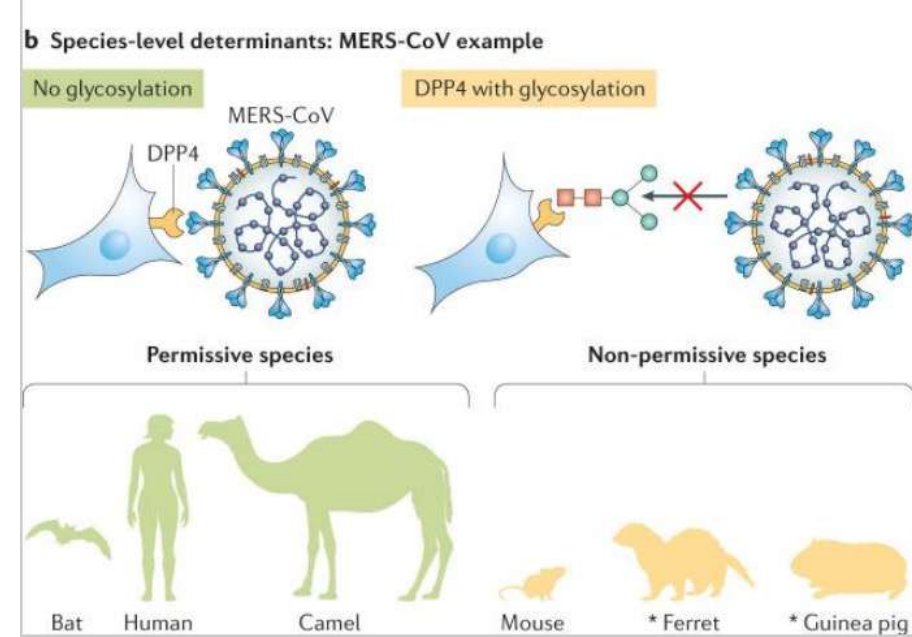 b Species-level determinants: MERS-CoV example
No glycosylation
DPP4 with glycosylation
MERS-CoV
DPP4
Permissive species
Non-permissive species
Bat
Human
Camel
Mouse
* Ferret
* Guinea pig